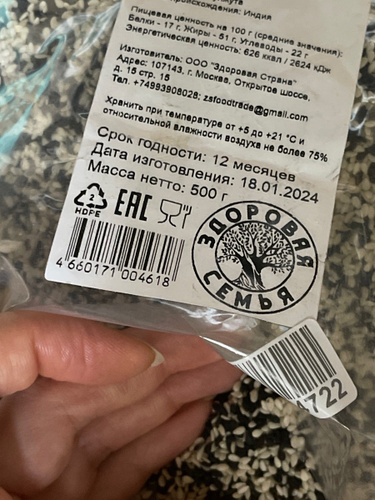 происхождения: Индия
Пищевая ценность на 100 г (средние значения):
Белки - 17 г, Жиры - 51 г, Углеводы - 22 г
Энергетическая ценность: 626 ккал / 2624 кДж
Изготовитель: ООО "Здоровая Страна"
Адрес: 107143, г. Москва, Открытое шоссе,
д. 15 стр. 15
Тел. +74993908028; zsfoodtrade@gmail.com
Хранить при температуре от +5 до +21 °С и
относительной влажности воздуха не более 75%
Срок годности: 12 месяцев
Дата изготовления: 18.01.2024
Масса нетто: 500 г
2
HDPE
EAC
ЗДОРОВАЯ
СЕМЬЯ
4 660171 004618
722